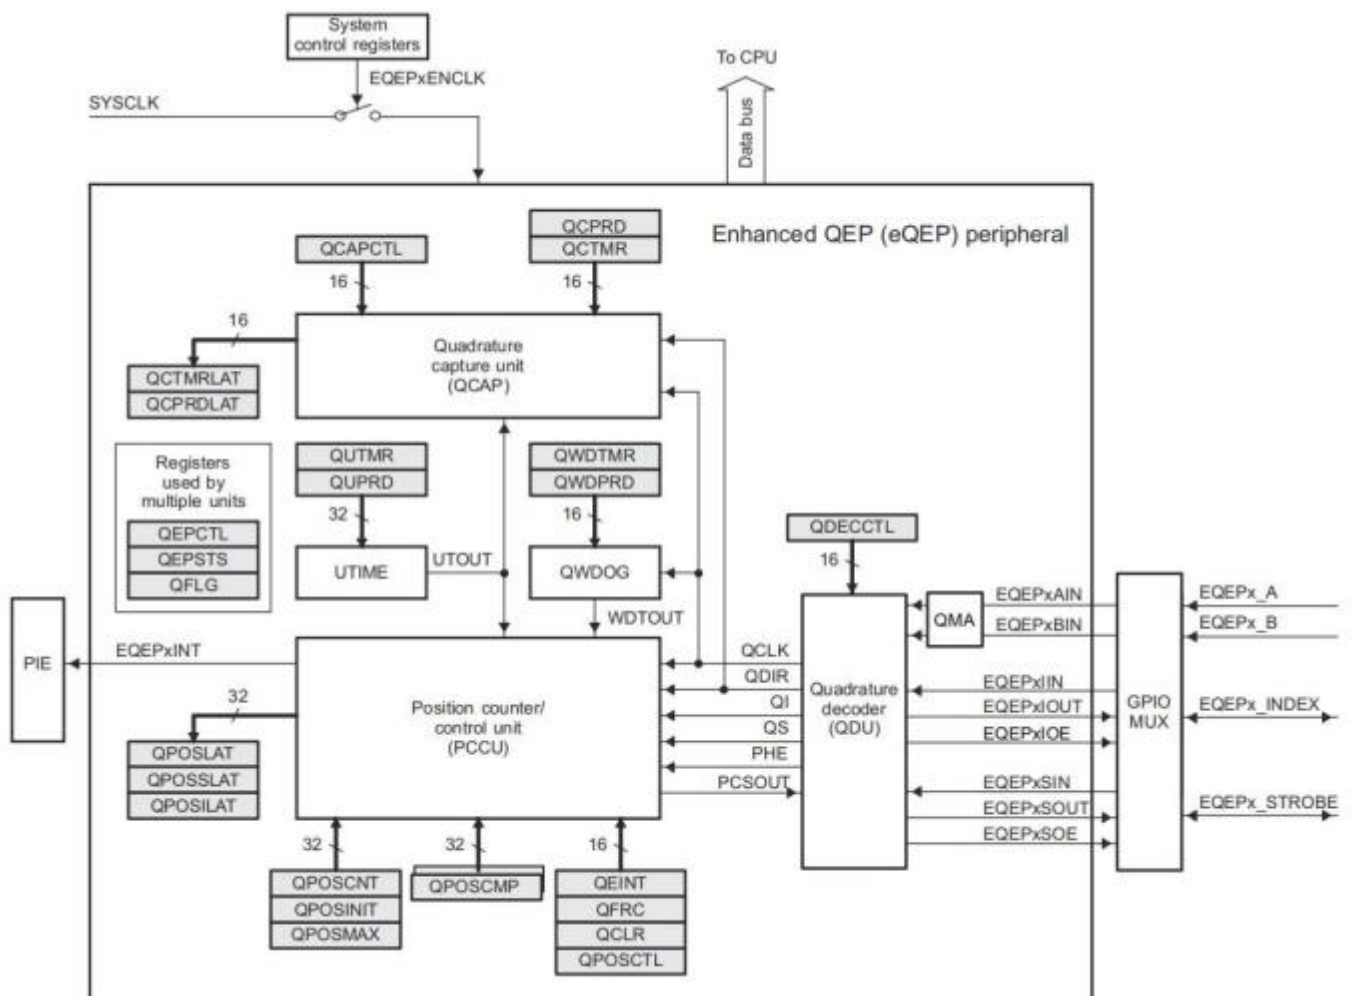 System
control registers
To CPU
EQEPxENCLK
SYSCLK
Data bus
Enhanced QEP (eQEP) peripheral
QCPRD
QCAPCTL
QCTMR
16
16
16
Quadrature
capture unit
(QCAP)
QCTMRLAT
QCPRDLAT
Registers
used by
multiple units
QEPCTL
QEPSTS
QFLG
QUTMR
QUPRD
32
UTIME
UTOUT
QWDTMR
QWDPRD
16
QWDOG
WDTOUT
QDECCTL
16
EQEPxAIN
EQEPxBIN
QMA
EQEPx_A
EQEPx_B
PIE
EQEPxINT
32
QPOSLAT
QPOSSLAT
QPOSILAT
Position counter/
control unit
(PCCU)
QCLK
QDIR
QI
QS
PHE
PCSOUT
Quadrature
decoder
(QDU)
EQEPxIIN
EQEPxIOUT
EQEPxIOE
EQEPxSIN
EQEPxSOUT
EQEPxSOE
GPIO
MUX
EQEPx_INDEX
EQEPx_STROBE
32
32
16
QPOSCNT
QPOSINIT
QPOSMAX
QPOSCMP
QEINT
QFRC
QCLR
QPOSCTL